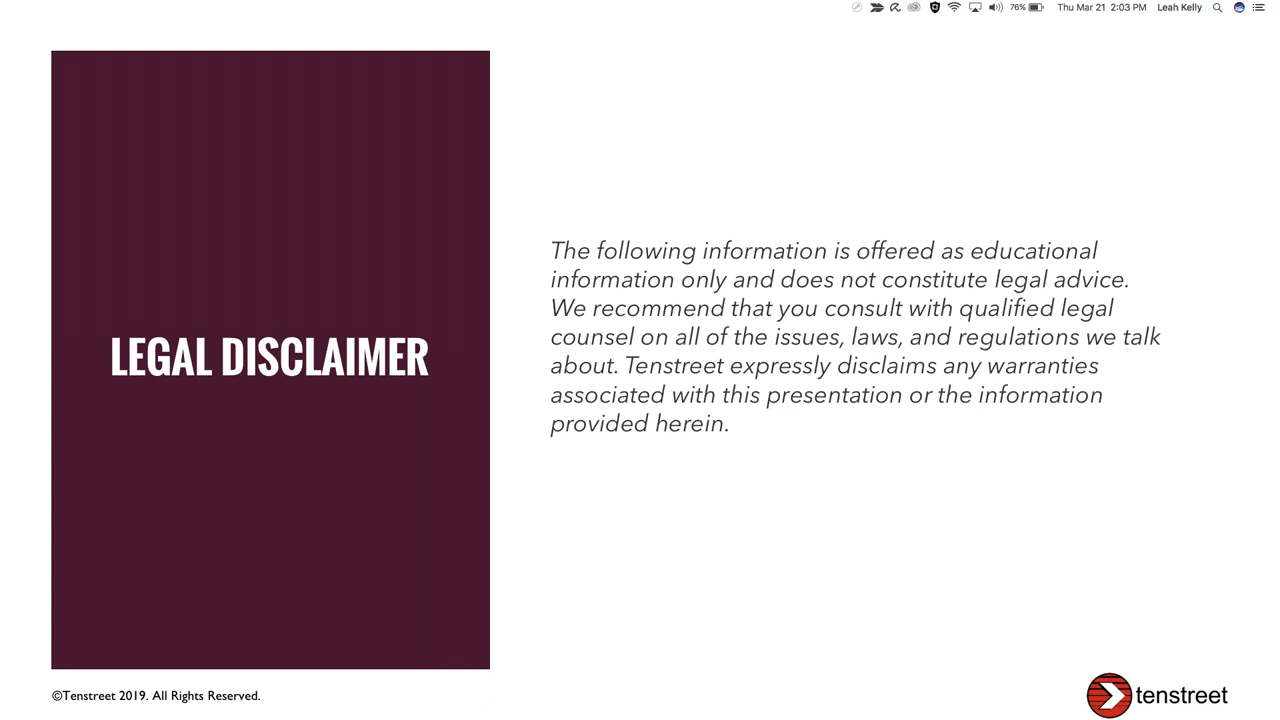 76% Thu Mar 21 2:03 PM Leah Kelly
LEGAL DISCLAIMER
The following information is offered as educational
information only and does not constitute legal advice.
We recommend that you consult with qualified legal
counsel on all of the issues, laws, and regulations we talk
about. Tenstreet expressly disclaims any warranties
associated with this presentation or the information
provided herein.
©Tenstreet 2019. All Rights Reserved.
tenstreet